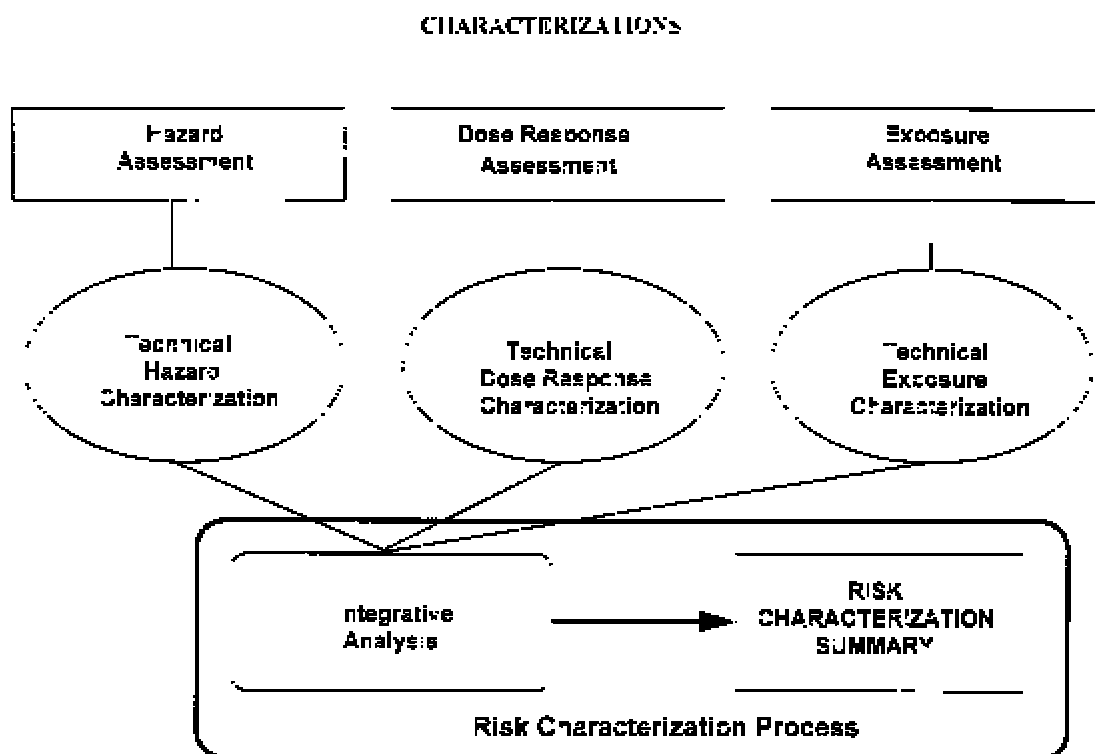 CHARACTERIZATIONS
Hazard
Assessment
Dose Response
Assessment
Exposure
Assessment
Technical
Hazard
Characterization
Technical
Dose Response
Characterization
Technical
Exposure
Characterization
Integrative
Analysis
RISK
CHARACTERIZATION
SUMMARY
Risk Characterization Process